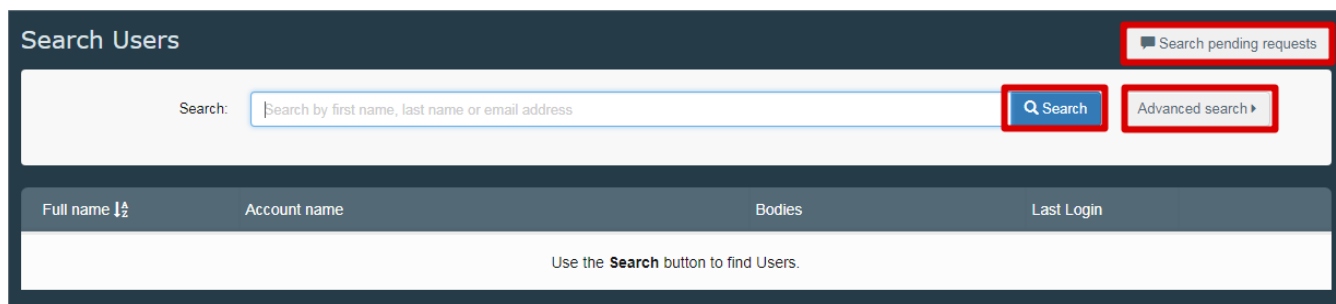 Search Users
Search pending requests
Search: Search by first name, last name or email address Search Advanced search
Full name Account name Bodies Last Login
Use the Search button to find Users.